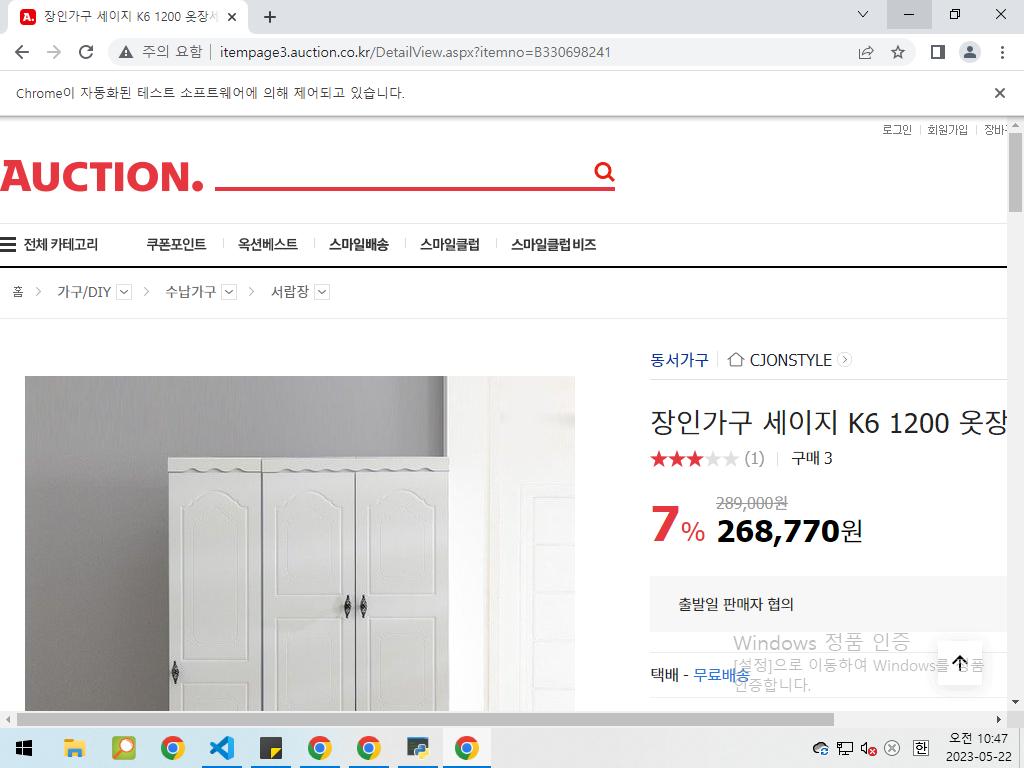 장인가구 세이지 K6 1200 옷장세
주의 요함 itempage3.auction.co.kr/DetailView.aspx?itemno=B330698241
Chrome이 자동화된 테스트 소프트웨어에 의해 제어되고 있습니다.
로그인 회원가입 장바
AUCTION.
전체 카테고리 쿠폰포인트 옥션베스트 스마일배송 스마일클럽 스마일클럽 비즈
홈 가구/DIY 수납가구 서랍장
동서가구 CJONSTYLE
장인가구 세이지 K6 1200 옷장
(1) 구매 3
7% 289,000원
268,770원
출발일 판매자 협의
Windows 정품 인증
[설정]으로 이동하여 Windows를 정품
인증합니다.
택배 - 무료배송
한
오전 10:47
2023-05-22